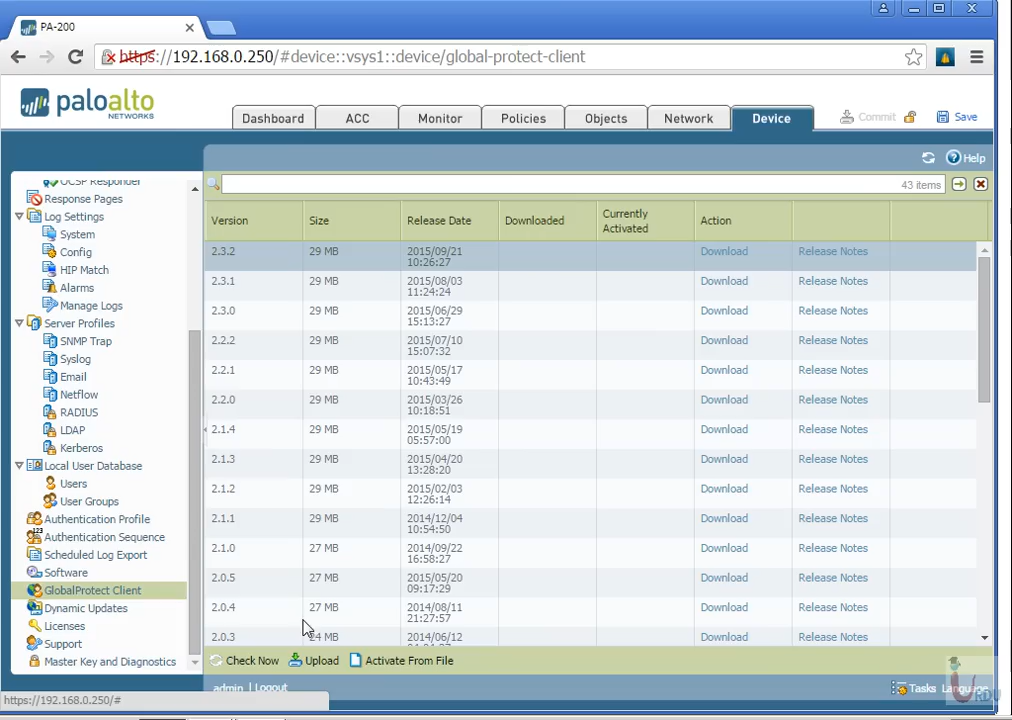 PA-200
https://192.168.0.250/#device::vsys1::device/global-protect-client
paloalto
NETWORKS
Dashboard ACC Monitor Policies Objects Network Device Commit Save
Help
43 items
OCSP Responder
Response Pages
Log Settings
System
Config
HIP Match
Alarms
Manage Logs
Server Profiles
SNMP Trap
Syslog
Email
Netflow
RADIUS
LDAP
Kerberos
Local User Database
Users
User Groups
Authentication Profile
Authentication Sequence
Scheduled Log Export
Software
GlobalProtect Client
Dynamic Updates
Licenses
Support
Master Key and Diagnostics
Version Size Release Date Downloaded Currently Activated Action
2.3.2 29 MB 2015/09/21 10:26:27 Download Release Notes
2.3.1 29 MB 2015/08/03 11:24:24 Download Release Notes
2.3.0 29 MB 2015/06/29 15:13:27 Download Release Notes
2.2.2 29 MB 2015/07/10 15:07:32 Download Release Notes
2.2.1 29 MB 2015/05/17 10:43:49 Download Release Notes
2.2.0 29 MB 2015/03/26 10:18:51 Download Release Notes
2.1.4 29 MB 2015/05/19 05:57:00 Download Release Notes
2.1.3 29 MB 2015/04/20 13:28:20 Download Release Notes
2.1.2 29 MB 2015/02/03 12:26:14 Download Release Notes
2.1.1 29 MB 2014/12/04 10:54:50 Download Release Notes
2.1.0 27 MB 2014/09/22 16:58:27 Download Release Notes
2.0.5 27 MB 2015/05/20 09:17:29 Download Release Notes
2.0.4 27 MB 2014/08/11 21:27:57 Download Release Notes
2.0.3 24 MB 2014/06/12 Download Release Notes
Check Now Upload Activate From File
admin | Logout
Tasks Language
https://192.168.0.250/#
URDU